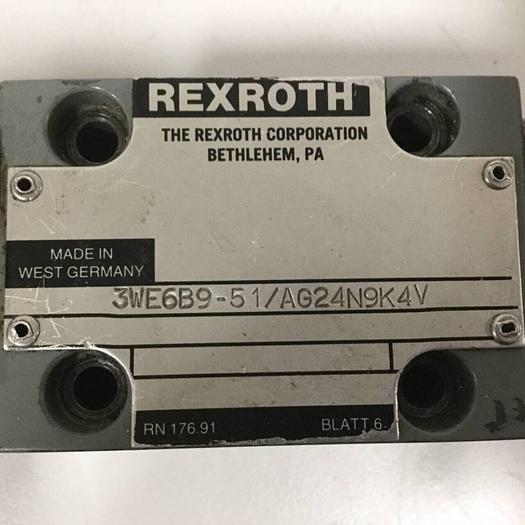 REXROTH
THE REXROTH CORPORATION
BETHLEHEM, PA
MADE IN
WEST GERMANY
3WE6B9-51/AG24N9K4V
RN 176.91 BLATT 6.